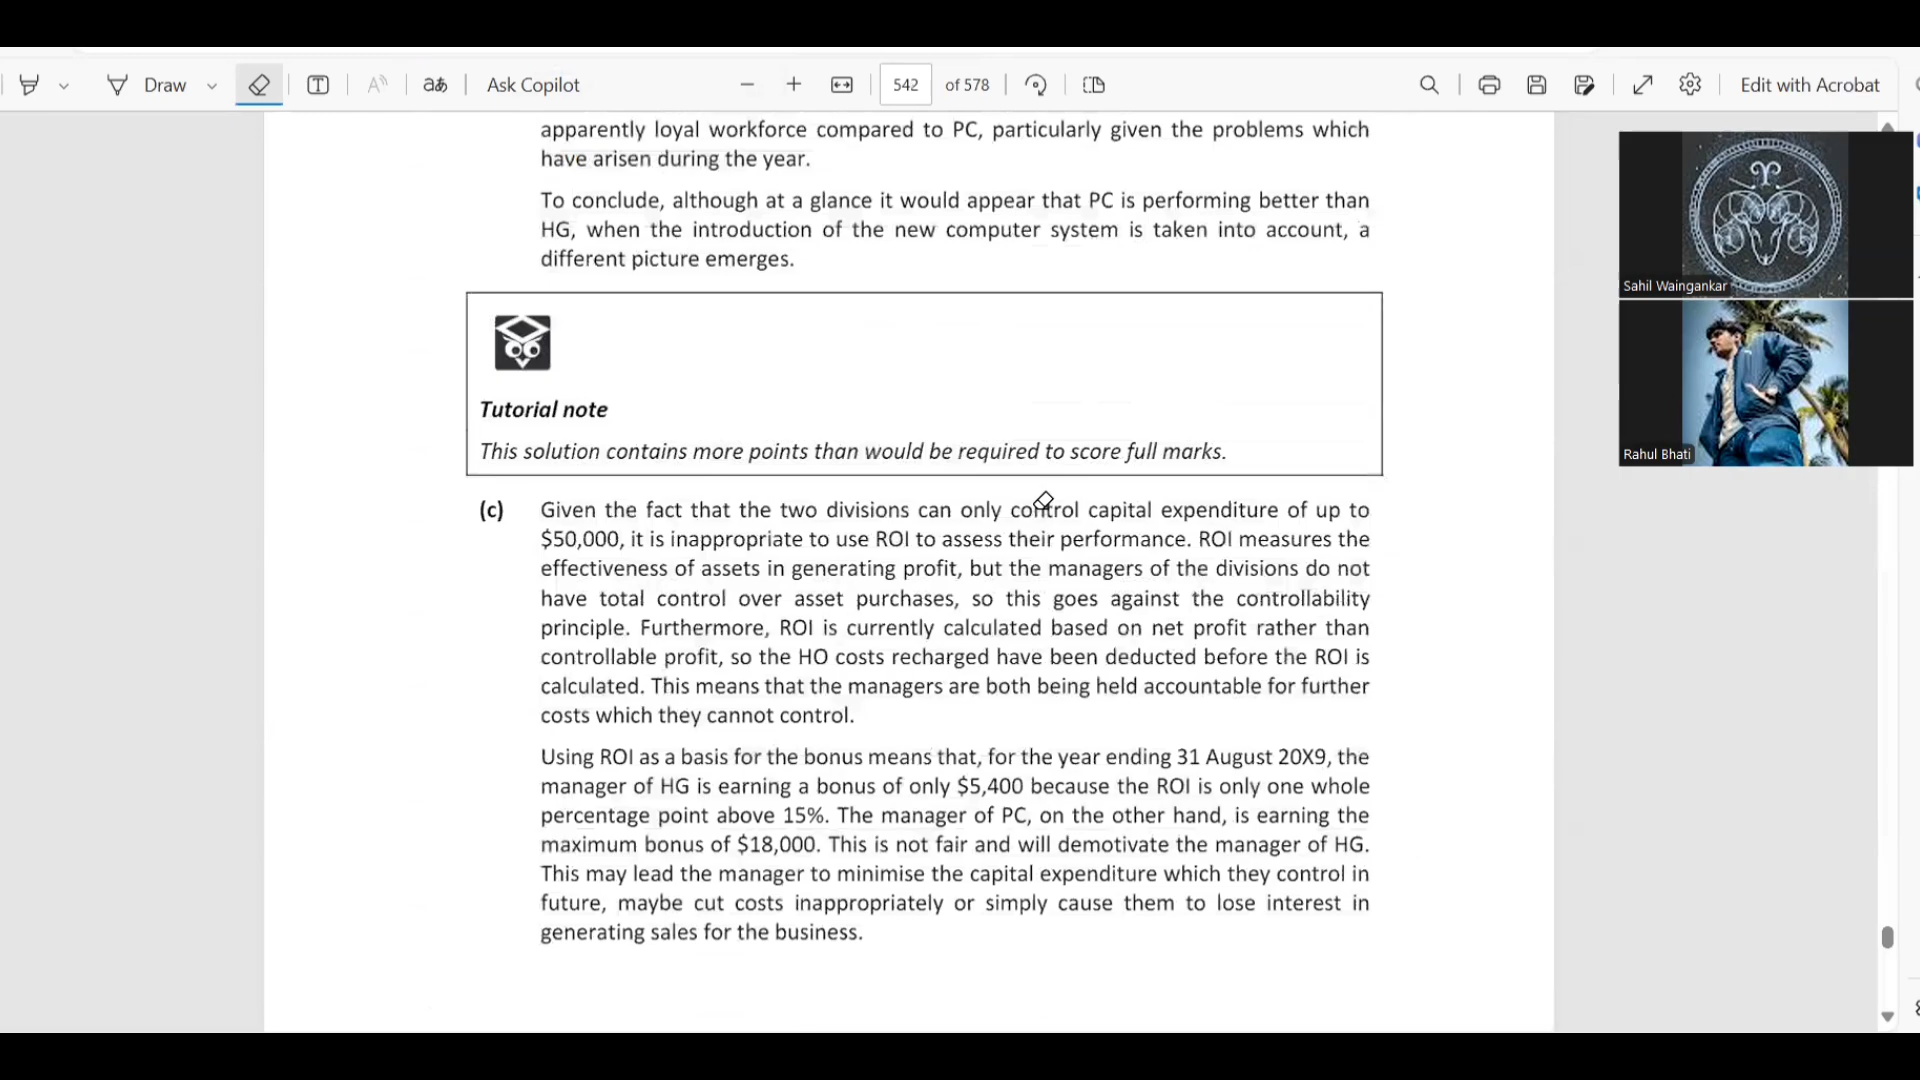 Draw
Ask Copilot
542 of 578
Edit with Acrobat
apparently loyal workforce compared to PC, particularly given the problems which
have arisen during the year.
To conclude, although at a glance it would appear that PC is performing better than
HG, when the introduction of the new computer system is taken into account, a
different picture emerges.
Tutorial note
This solution contains more points than would be required to score full marks.
(c) Given the fact that the two divisions can only control capital expenditure of up to
$50,000, it is inappropriate to use ROI to assess their performance. ROI measures the
effectiveness of assets in generating profit, but the managers of the divisions do not
have total control over asset purchases, so this goes against the controllability
principle. Furthermore, ROI is currently calculated based on net profit rather than
controllable profit, so the HO costs recharged have been deducted before the ROI is
calculated. This means that the managers are both being held accountable for further
costs which they cannot control.
Using ROI as a basis for the bonus means that, for the year ending 31 August 20X9, the
manager of HG is earning a bonus of only $5,400 because the ROI is only one whole
percentage point above 15%. The manager of PC, on the other hand, is earning the
maximum bonus of $18,000. This is not fair and will demotivate the manager of HG.
This may lead the manager to minimise the capital expenditure which they control in
future, maybe cut costs inappropriately or simply cause them to lose interest in
generating sales for the business.
Sahil Waingankar
Rahul Bhati